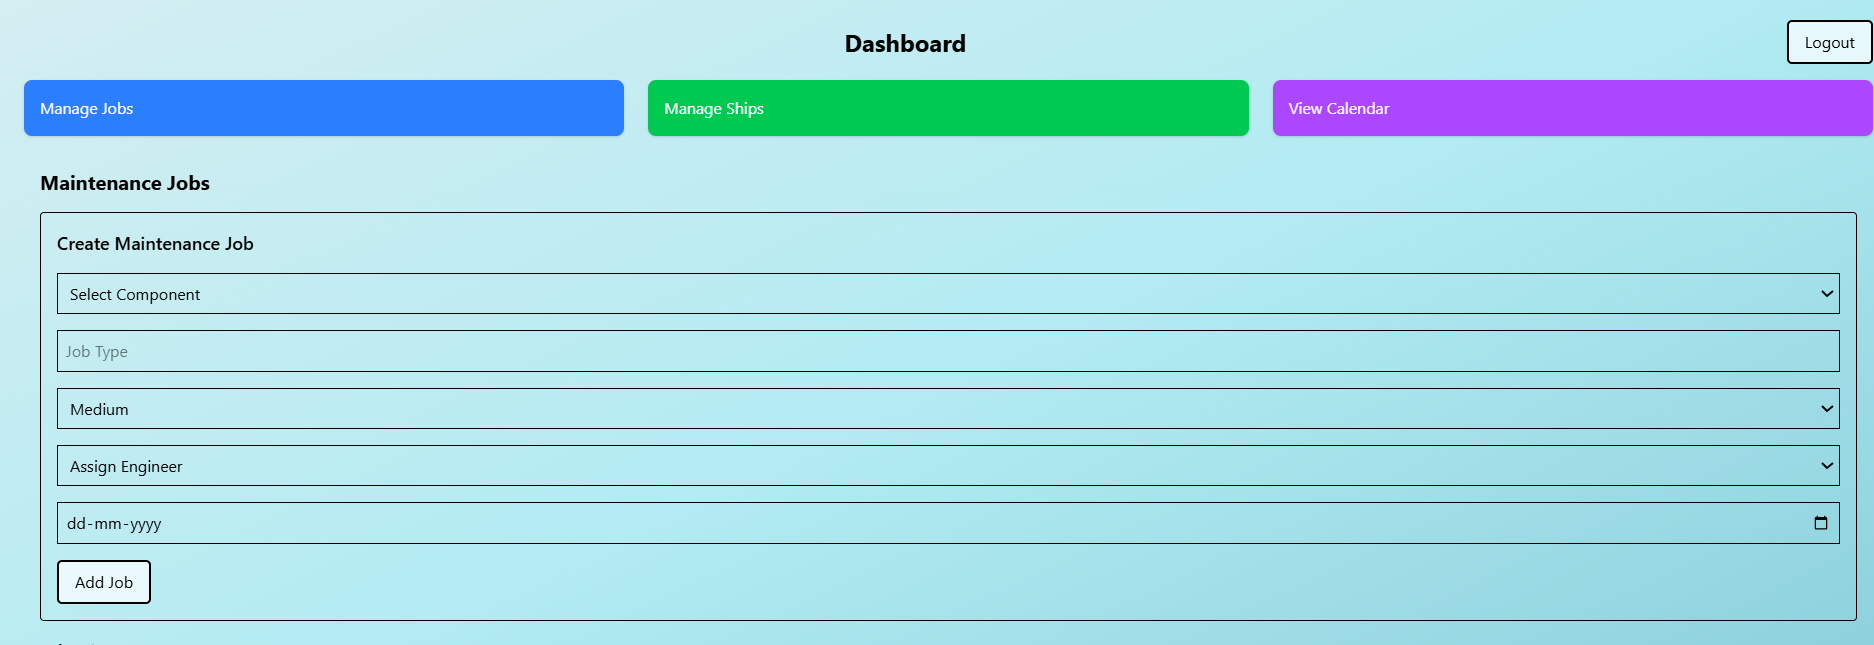 Dashboard
Logout
Manage Jobs
Manage Ships
View Calendar
Maintenance Jobs
Create Maintenance Job
Select Component
Job Type
Medium
Assign Engineer
dd-mm-yyyy
Add Job